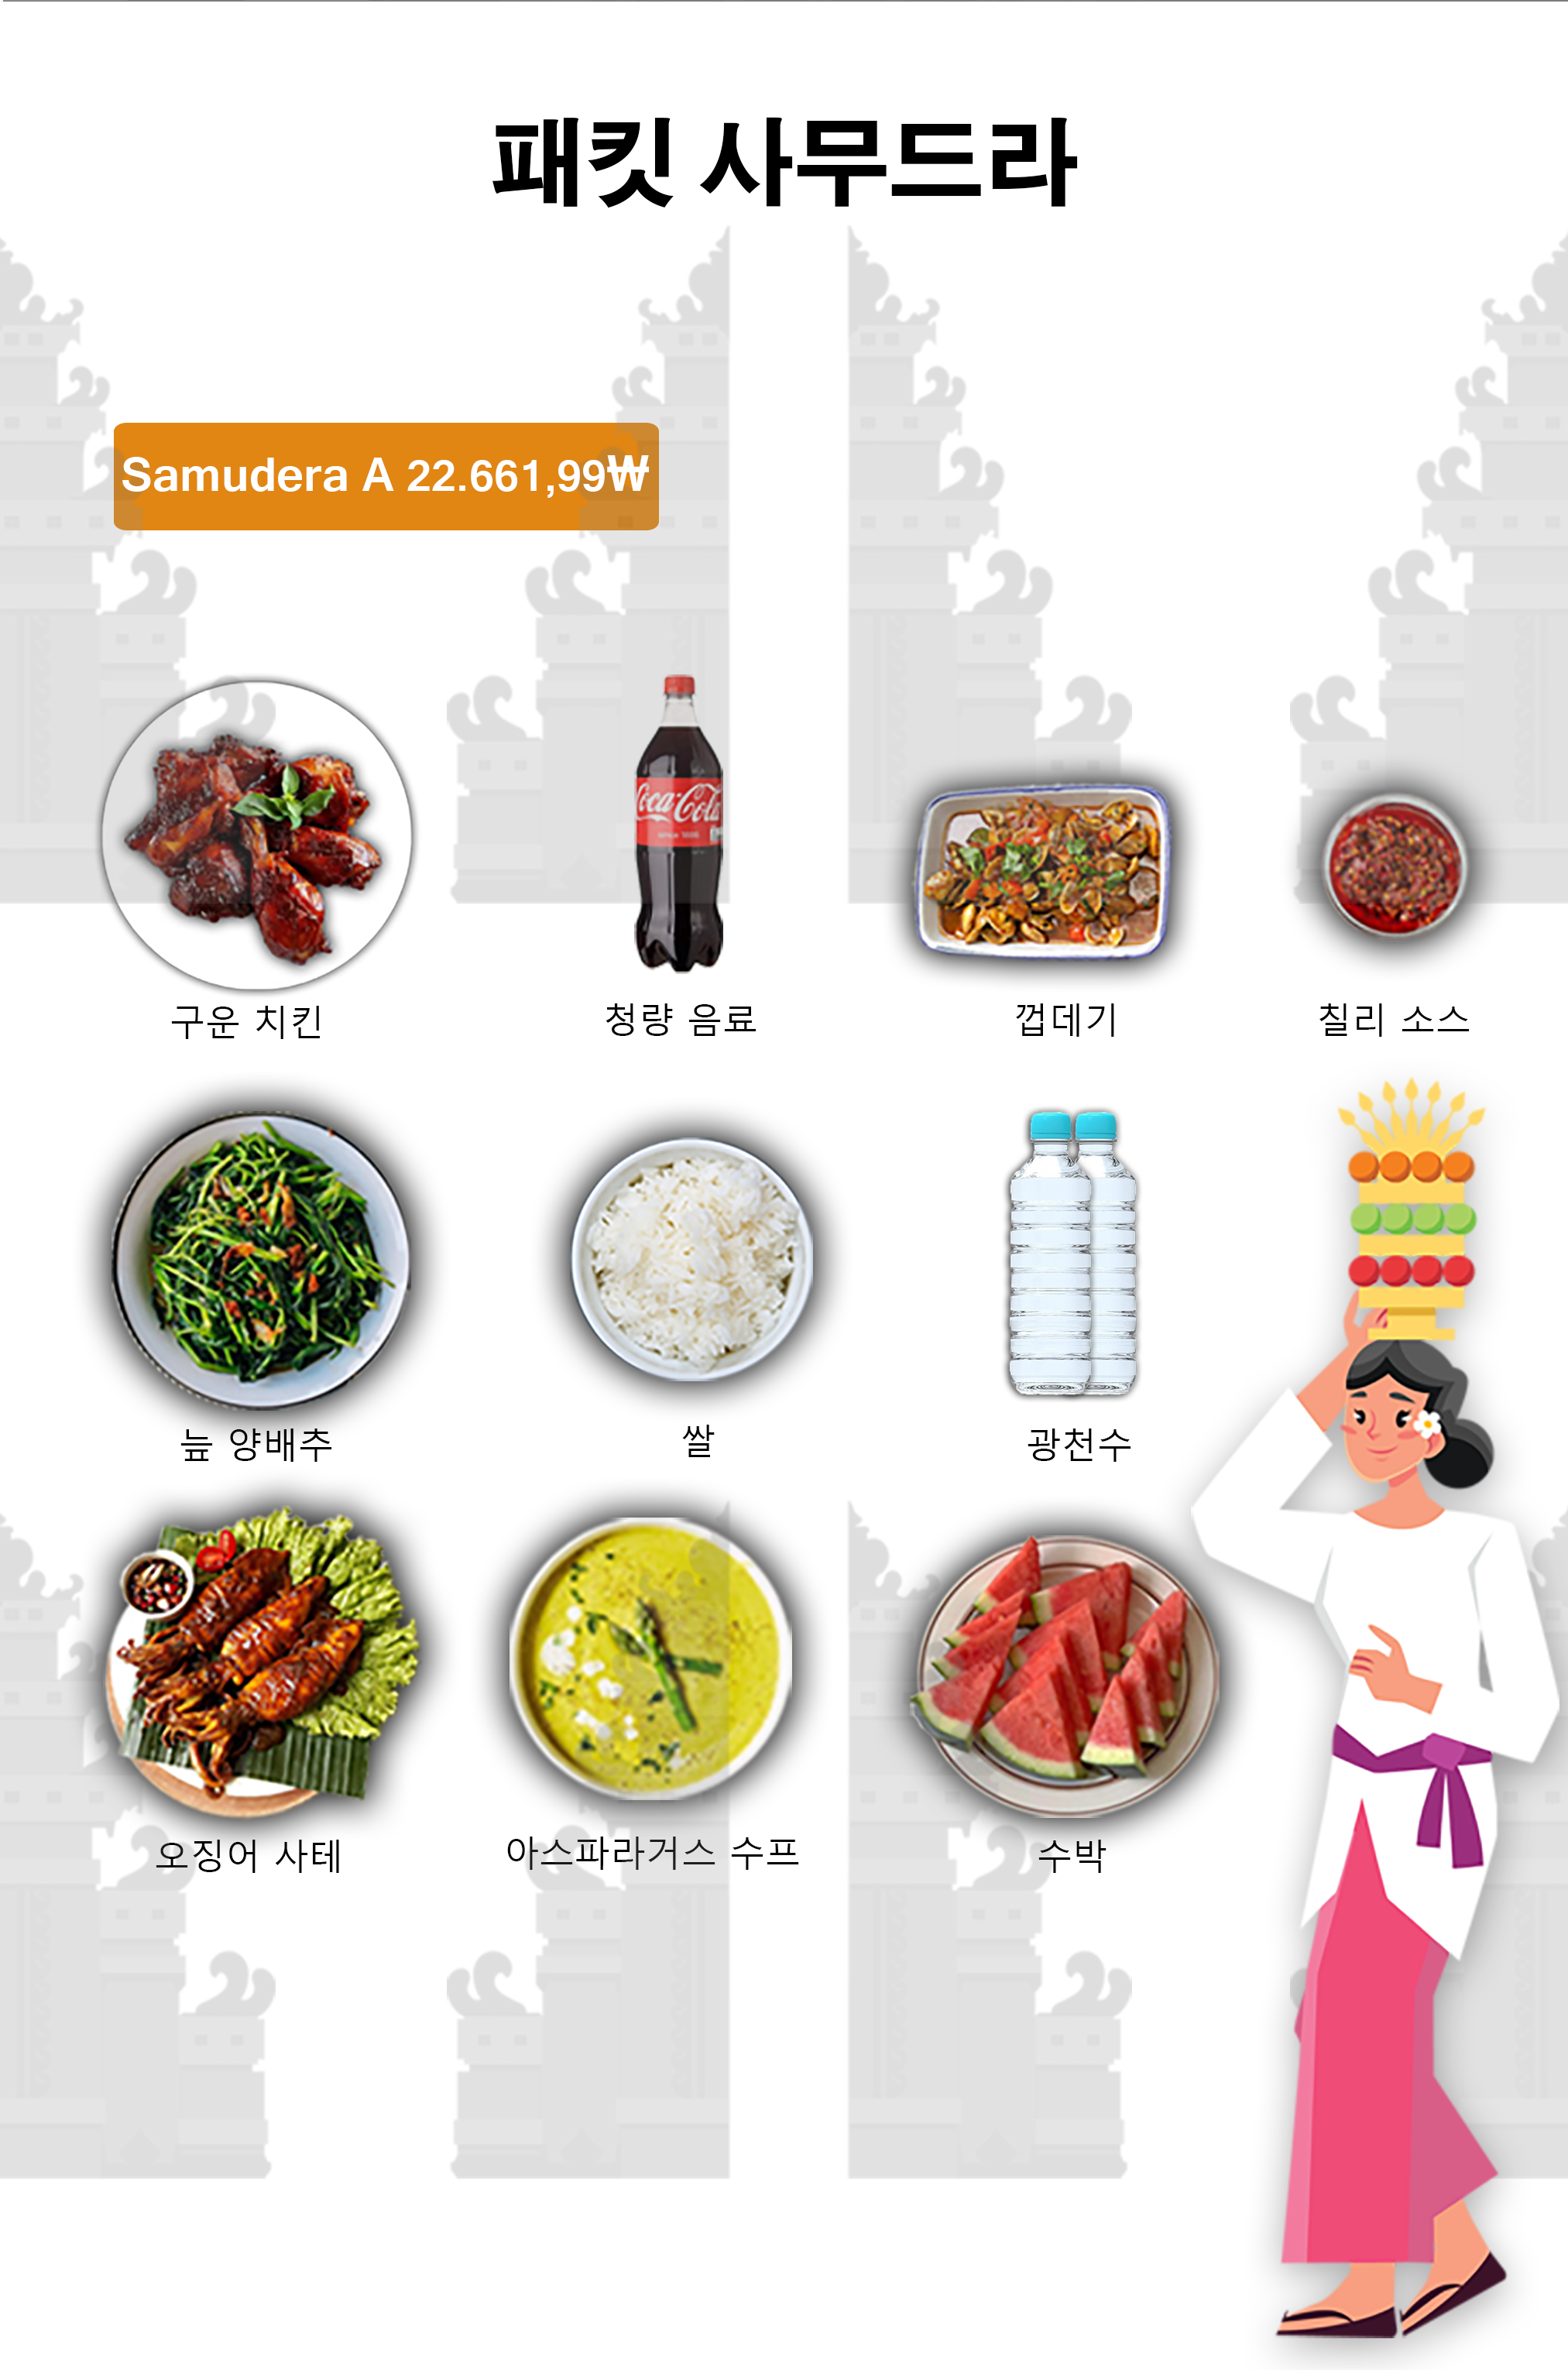 패킷 사무드라
Samudera A 22.661,99₩
Coca-Cola
구운 치킨
청량 음료
껍데기
칠리 소스
늪 양배추
쌀
광천수
오징어 사테
아스파라거스 수프
수박